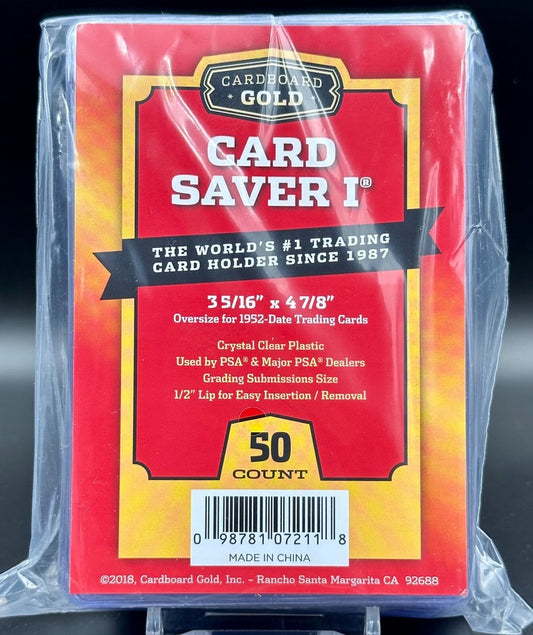 CARDBOARD
GOLD
CARD
SAVER I®
THE WORLD'S #1 TRADING
CARD HOLDER SINCE 1987
3 5/16" x 4 7/8"
Oversize for 1952-Date Trading Cards
Crystal Clear Plastic
Used by PSA® & Major PSA® Dealers
Grading Submissions Size
1/2" Lip for Easy Insertion / Removal
50
COUNT
0 98781 07211 8
MADE IN CHINA
©2018, Cardboard Gold, Inc. ~ Rancho Santa Margarita CA 92688